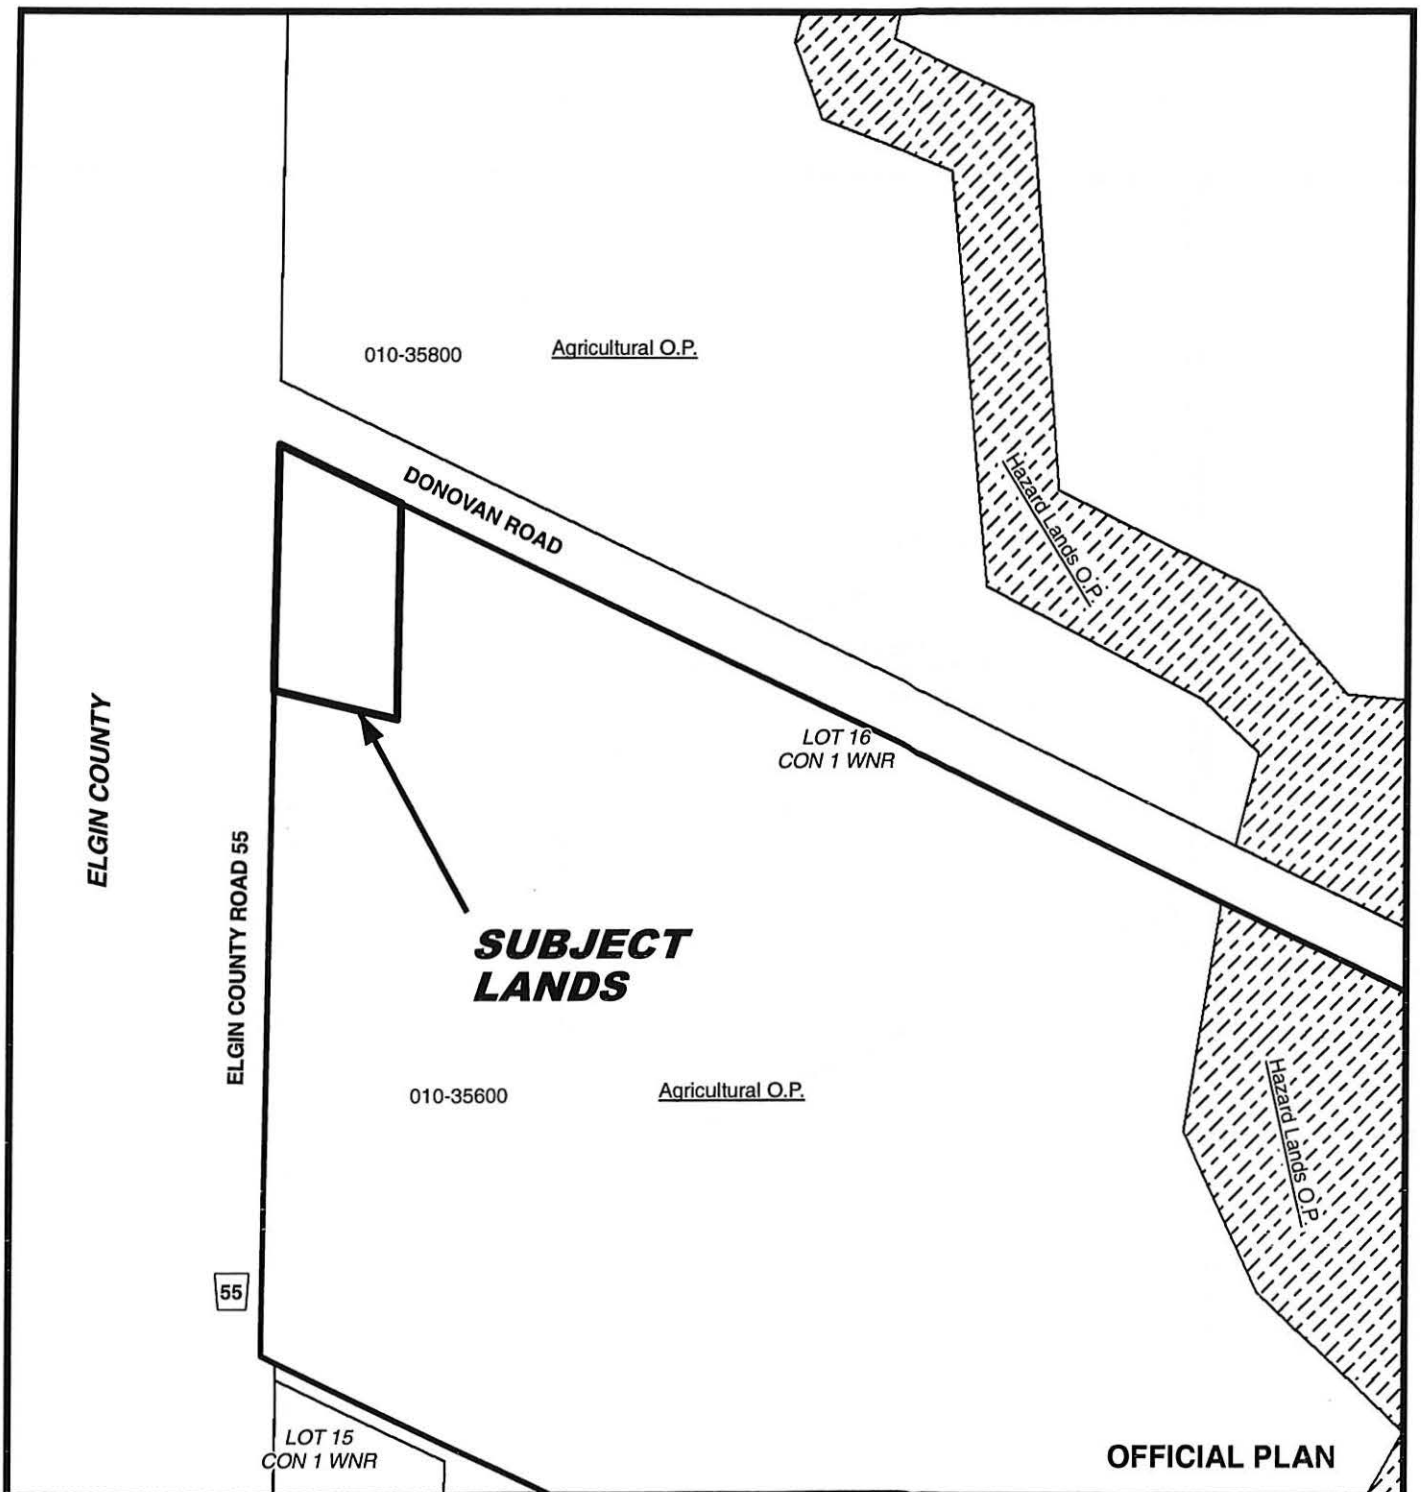 010-35800
Agricultural O.P.
DONOVAN ROAD
Hazard Lands O.P.
ELGIN COUNTY
LOT 16
CON 1 WNR
ELGIN COUNTY ROAD 55
SUBJECT
LANDS
010-35600
Agricultural O.P.
Hazard Lands O.P.
55
LOT 15
CON 1 WNR
OFFICIAL PLAN